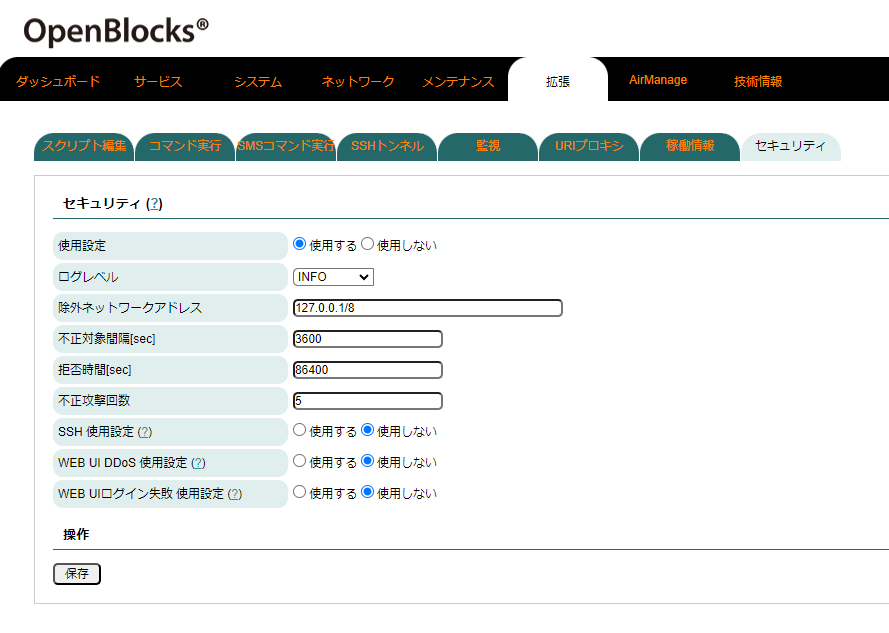 OpenBlocks®
ダッシュボード サービス システム ネットワーク メンテナンス 拡張 AirManage 技術情報
スクリプト編集 コマンド実行 SMSコマンド実行 SSHトンネル 監視 URIプロキシ 稼働情報 セキュリティ
セキュリティ (?)
使用設定 使用する 使用しない
ログレベル INFO
除外ネットワークアドレス 127.0.0.1/8
不正対象間隔[sec] 3600
拒否時間[sec] 86400
不正攻撃回数 5
SSH 使用設定 (?) 使用する 使用しない
WEB UI DDoS 使用設定 (?) 使用する 使用しない
WEB UIログイン失敗 使用設定 (?) 使用する 使用しない
操作
保存